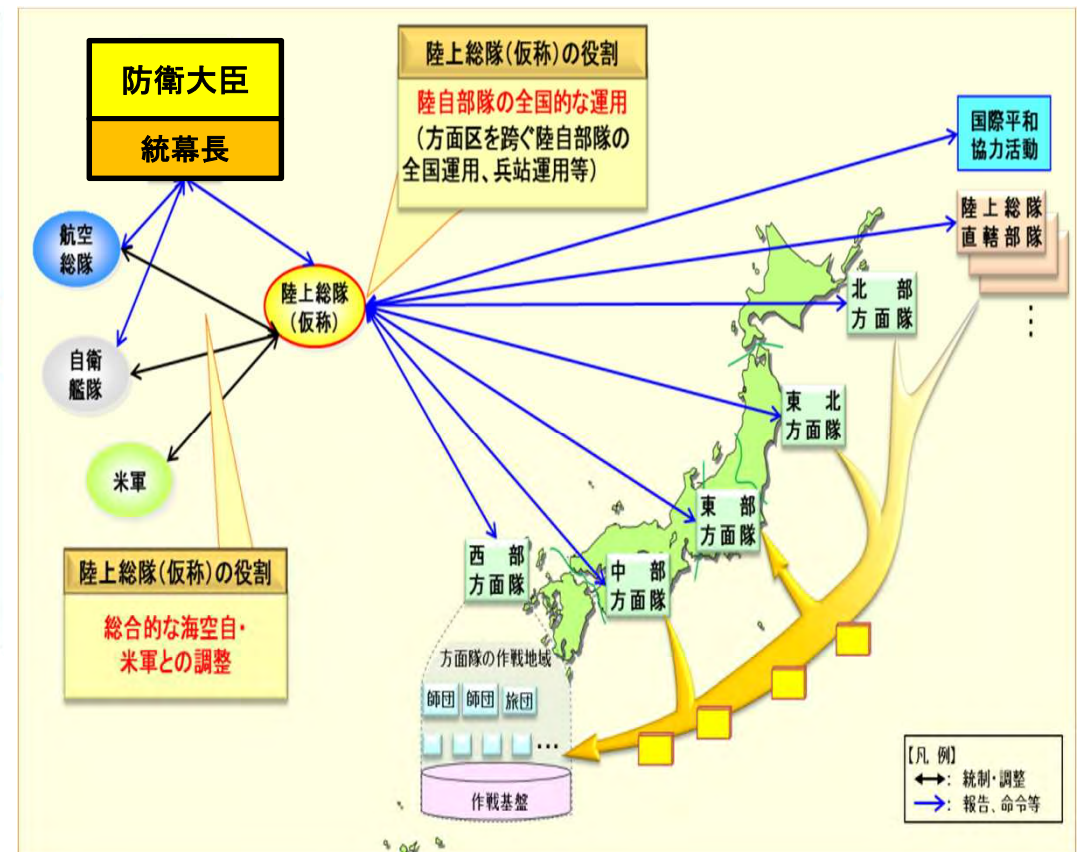 防衛大臣
統幕長
陸上総隊(仮称)の役割
陸自部隊の全国的な運用
(方面区を跨ぐ陸自部隊の
全国運用、兵站運用等)
国際平和
協力活動
陸上総隊
直轄部隊
航空
総隊
陸上総隊
(仮称)
北部
方面隊
自衛
艦隊
東北
方面隊
米軍
東部
方面隊
陸上総隊(仮称)の役割
総合的な海空自・
米軍との調整
西部
方面隊
中部
方面隊
方面隊の作戦地域
師団 師団 旅団
…
作戦基盤
【凡 例】
: 統制・調整
: 報告、命令等